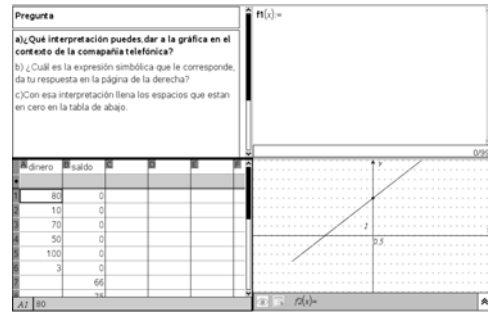 Pregunta
a)¿Qué interpretación puedes,dar a la gráfica en el
contexto de la comapañia telefónica?
b) ¿Cuál es la expresión simbólica que le corresponde,
da tu respuesta en la página de la derecha?
c)Con esa interpretación llena los espacios que estan
en cero en la tabla de abajo.
f1(x):=
0/99
A dinero B saldo C D E F
1 80 0
2 10 0
3 70 0
4 50 0
5 100 0
6 3 0
7 66
A1 80
y
1
0.5
f2(x)=